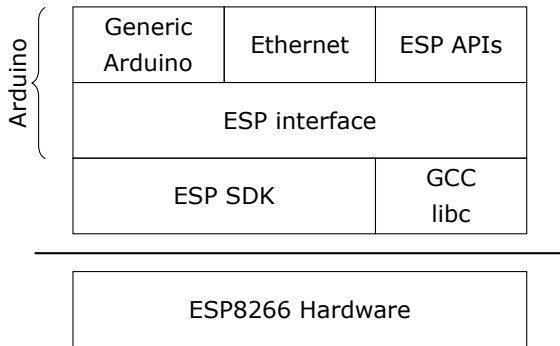 Arduino
Generic
Arduino
Ethernet
ESP APIs
ESP interface
ESP SDK
GCC
libc
ESP8266 Hardware